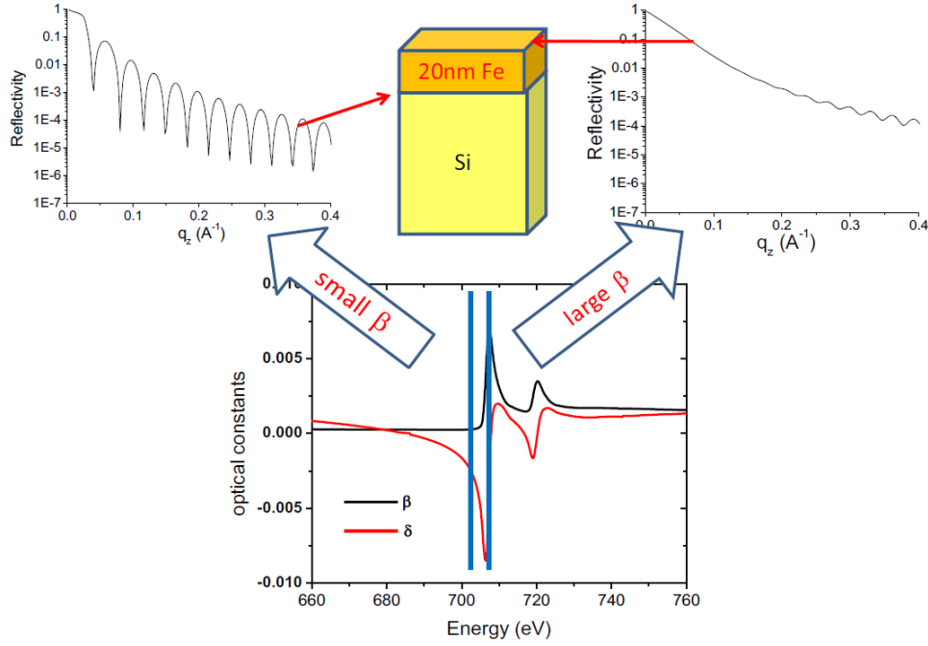 1
0.1
0.01
1E-3
1E-4
1E-5
1E-6
1E-7
Reflectivity
0.0 0.1 0.2 0.3 0.4
q_z (A^-1)
20nm Fe
Si
1
0.1
0.01
1E-3
1E-4
1E-5
1E-6
1E-7
Reflectivity
0.0 0.1 0.2 0.3 0.4
q_z (A^-1)
small β
large β
0.005
0.000
-0.005
-0.010
optical constants
β
δ
660 680 700 720 740 760
Energy (eV)